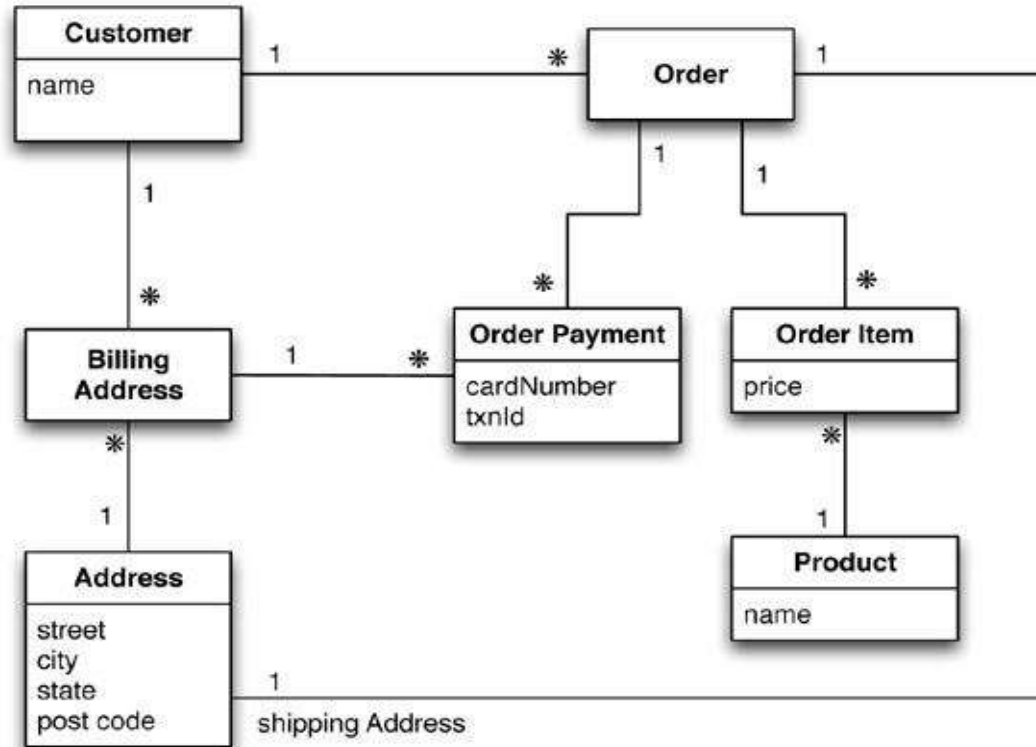 Customer
name
1
*
Order
1
1
*
1
*
1
*
Billing
Address
1
*
Order Payment
cardNumber
txnId
Order Item
price
*
1
Product
name
*
1
Address
street
city
state
post code
1
shipping Address